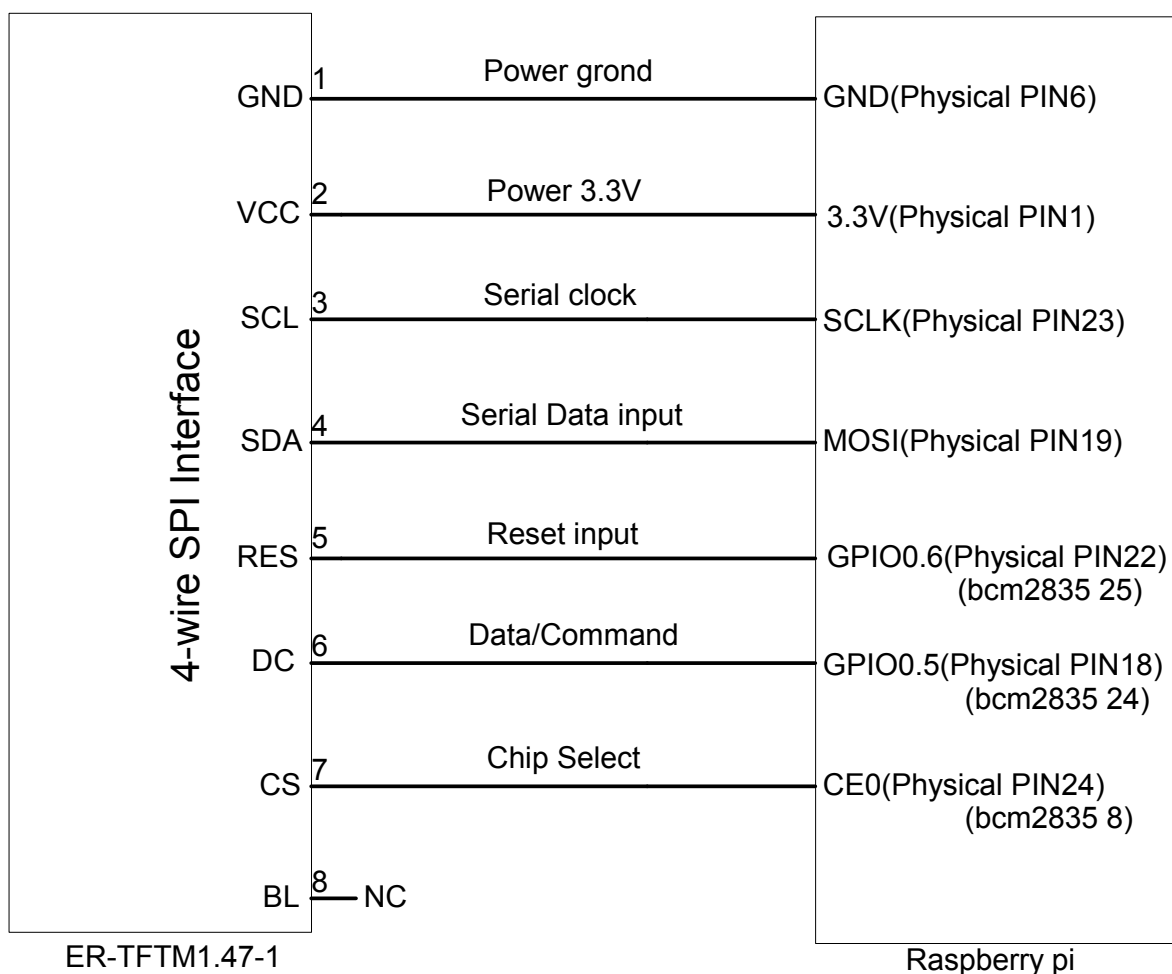 4-wire SPI Interface
GND 1 Power grond GND(Physical PIN6)
VCC 2 Power 3.3V 3.3V(Physical PIN1)
SCL 3 Serial clock SCLK(Physical PIN23)
SDA 4 Serial Data input MOSI(Physical PIN19)
RES 5 Reset input GPIO0.6(Physical PIN22)
(bcm2835 25)
DC 6 Data/Command GPIO0.5(Physical PIN18)
(bcm2835 24)
CS 7 Chip Select CE0(Physical PIN24)
(bcm2835 8)
BL 8 NC
ER-TFTM1.47-1 Raspberry pi